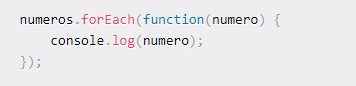 numeros.forEach(function(numero) {
    console.log(numero);
});